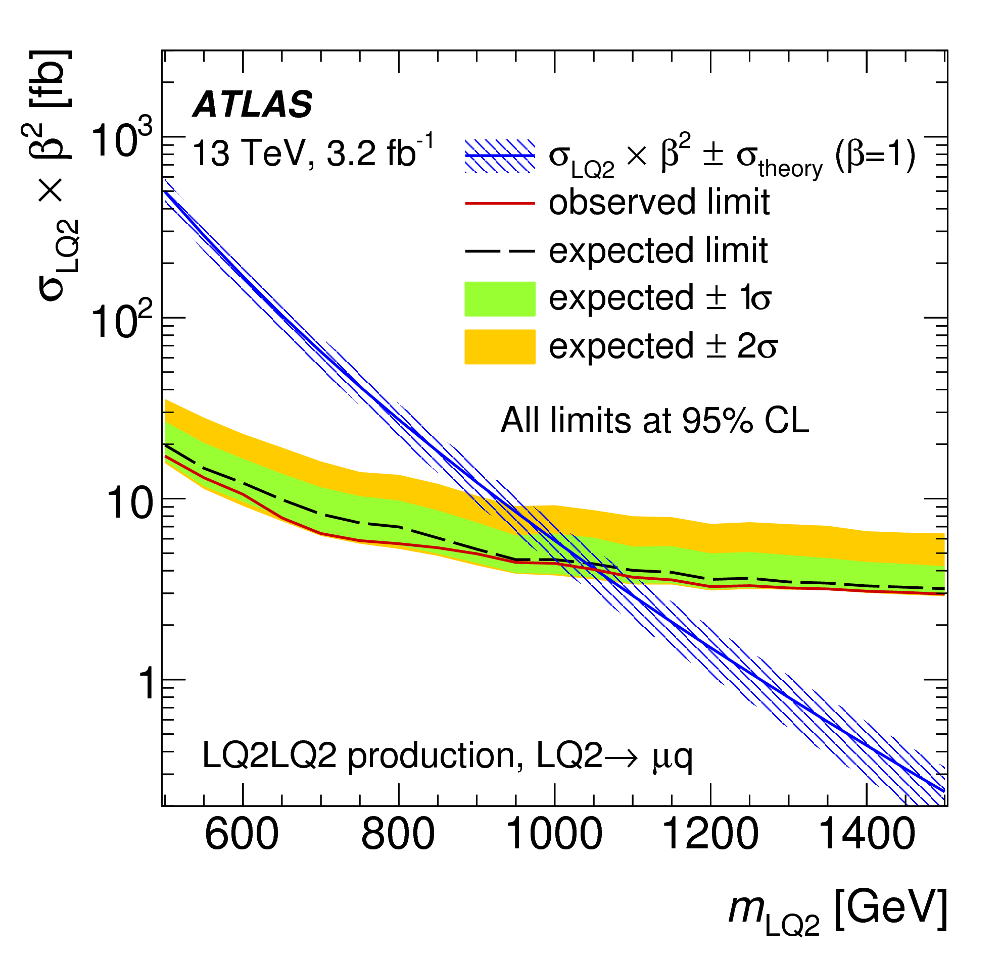 σLQ2 × β² [fb]
ATLAS
13 TeV, 3.2 fb⁻¹
σLQ2 × β² ± σtheory (β=1)
observed limit
expected limit
expected ± 1σ
expected ± 2σ
All limits at 95% CL
LQ2LQ2 production, LQ2→ μq
10³
10²
10
1
600 800 1000 1200 1400
mLQ2 [GeV]